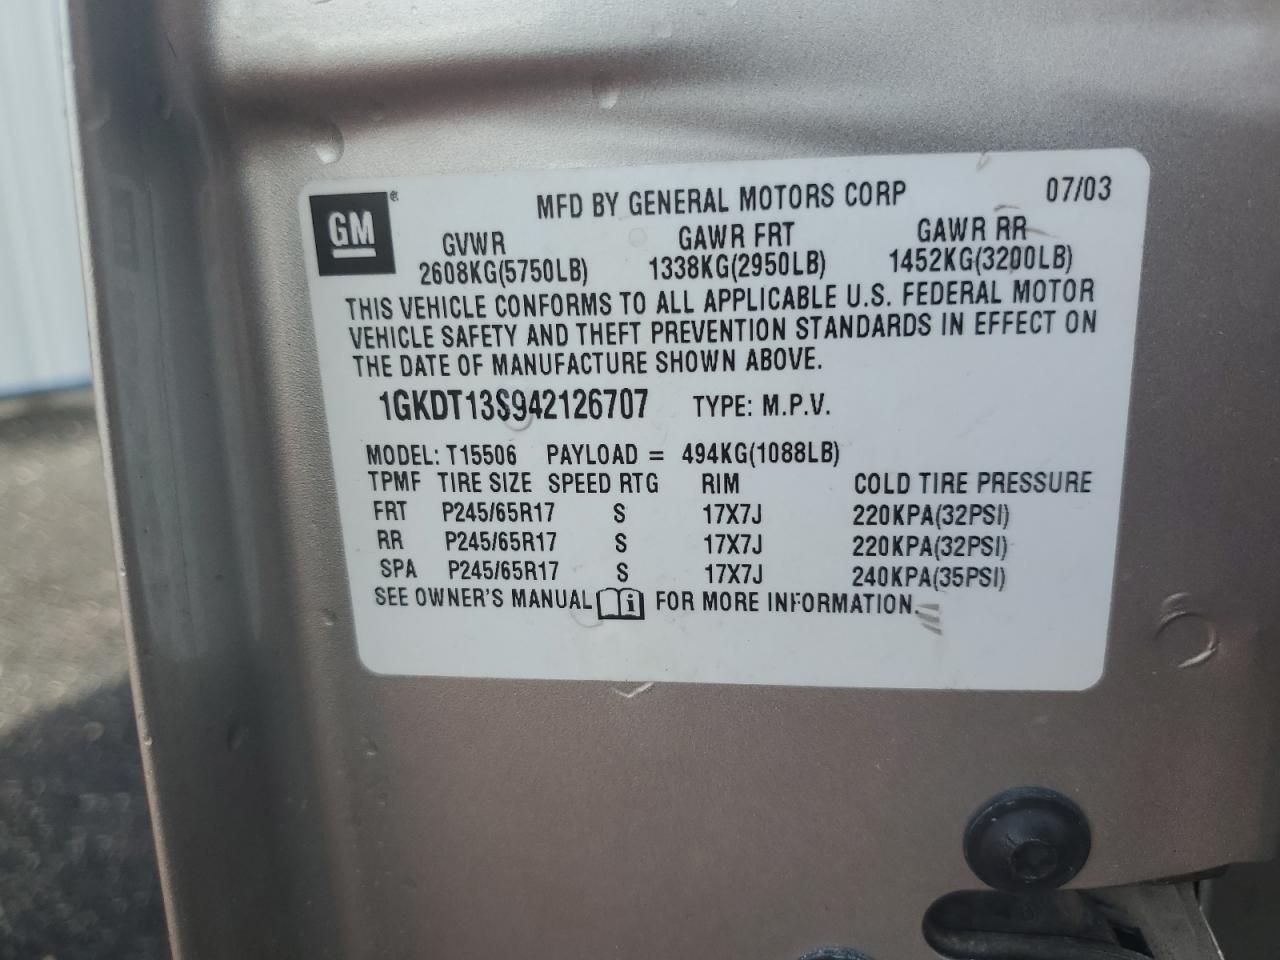 GM®
MFD BY GENERAL MOTORS CORP 07/03
GVWR GAWR FRT GAWR RR
2608KG(5750LB) 1338KG(2950LB) 1452KG(3200LB)
THIS VEHICLE CONFORMS TO ALL APPLICABLE U.S. FEDERAL MOTOR
VEHICLE SAFETY AND THEFT PREVENTION STANDARDS IN EFFECT ON
THE DATE OF MANUFACTURE SHOWN ABOVE.
1GKDT13S942126707 TYPE: M.P.V.
MODEL: T15506 PAYLOAD = 494KG(1088LB)
TPMF TIRE SIZE SPEED RTG RIM COLD TIRE PRESSURE
FRT P245/65R17 S 17X7J 220KPA(32PSI)
RR P245/65R17 S 17X7J 220KPA(32PSI)
SPA P245/65R17 S 17X7J 240KPA(35PSI)
SEE OWNER'S MANUAL i FOR MORE INFORMATION.